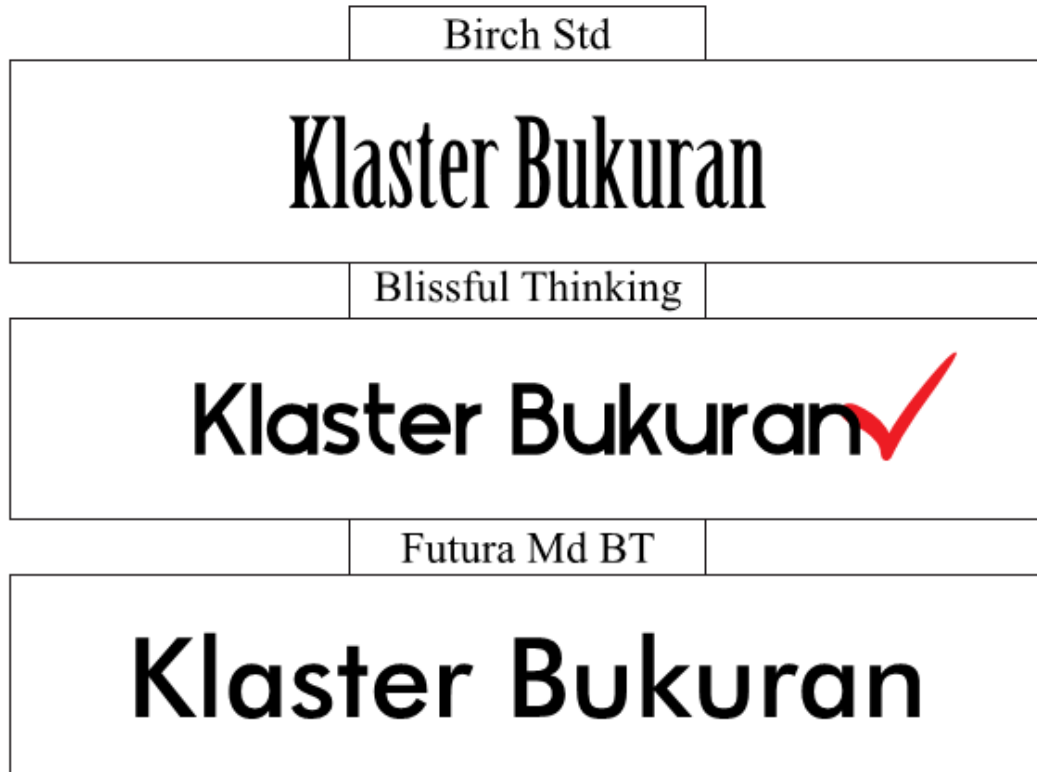 Birch Std
Klaster Bukuran
Blissful Thinking
Klaster Bukuran
Futura Md BT
Klaster Bukuran